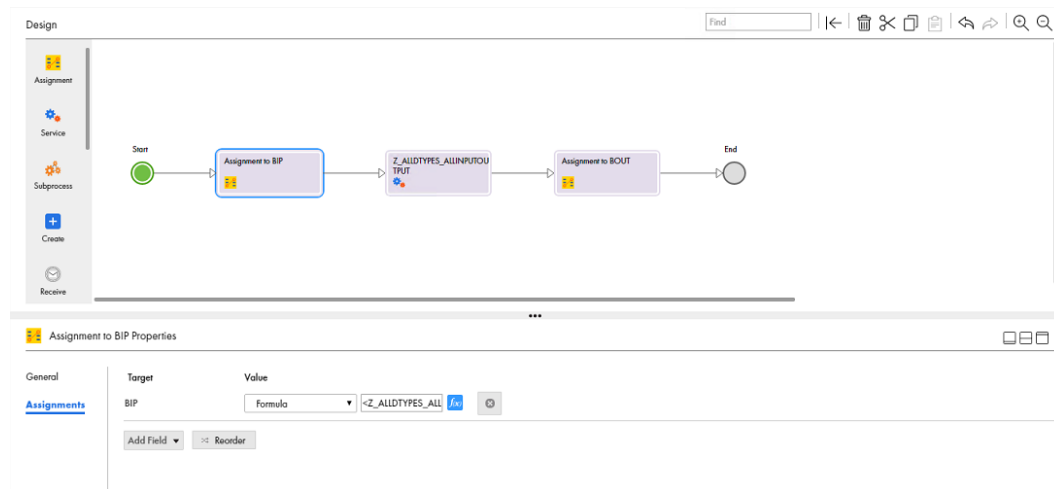 Design
Find
Assignment
Service
Subprocess
Create
Receive
Start
Assignment to BIP
Z_ALLDTYPES_ALLINPUTOU
TPUT
Assignment to BOUT
End
Assignment to BIP Properties
General
Assignments
Target
Value
BIP
Formula
<Z_ALLDTYPES_ALL
f(x)
Add Field
Reorder